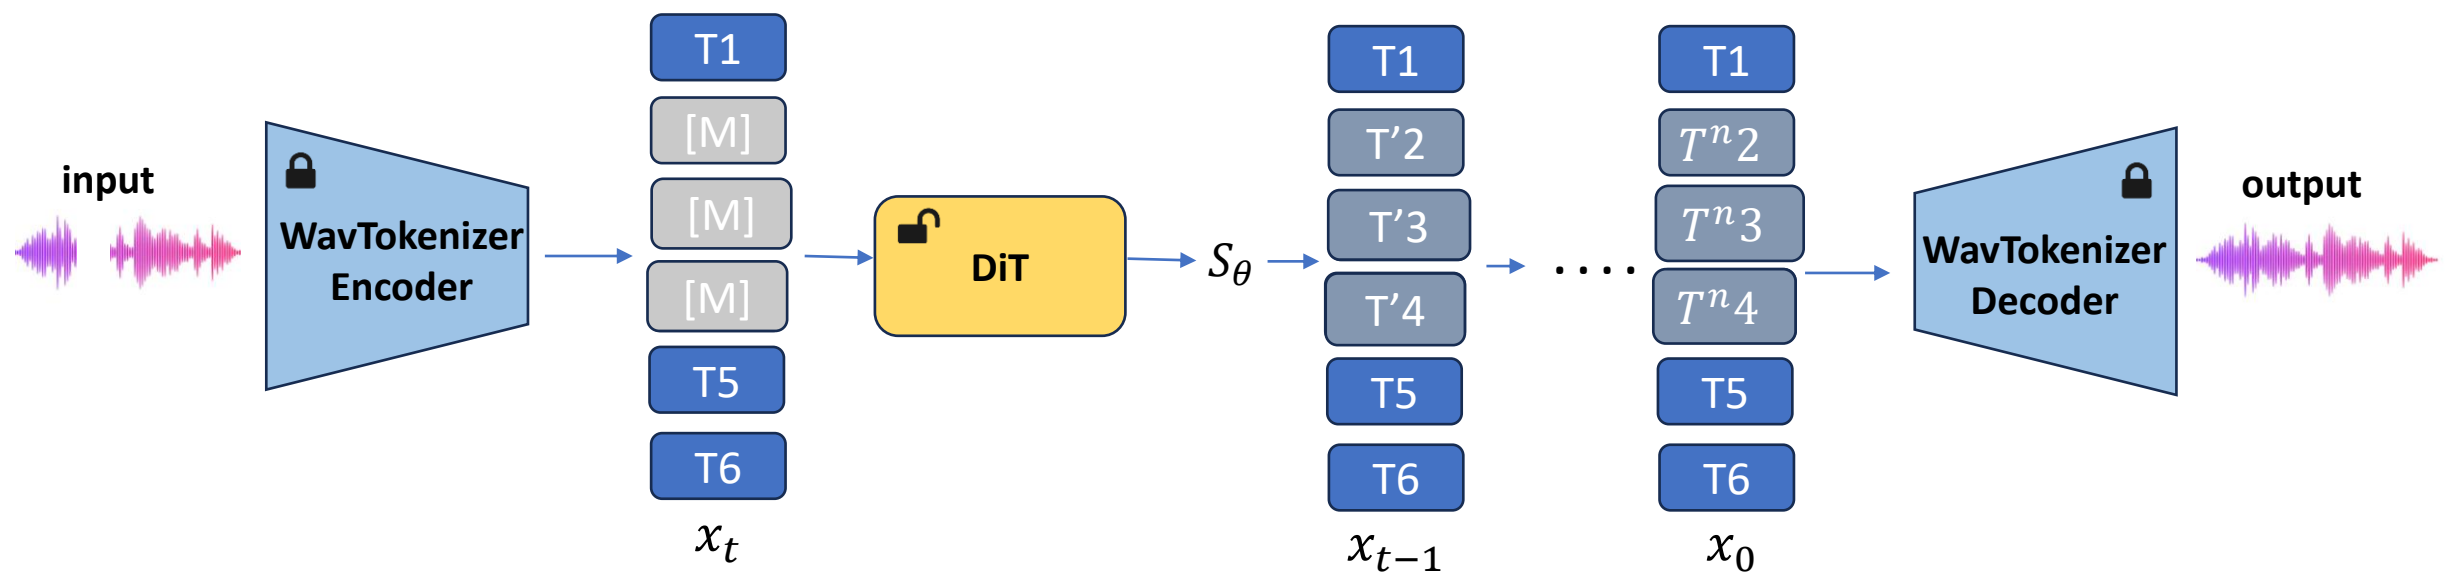 input
WavTokenizer
Encoder
T1
[M]
[M]
[M]
T5
T6
x_t
DiT
S_θ
T1
T'2
T'3
T'4
T5
T6
x_{t−1}
....
T1
T^n2
T^n3
T^n4
T5
T6
x_0
WavTokenizer
Decoder
output